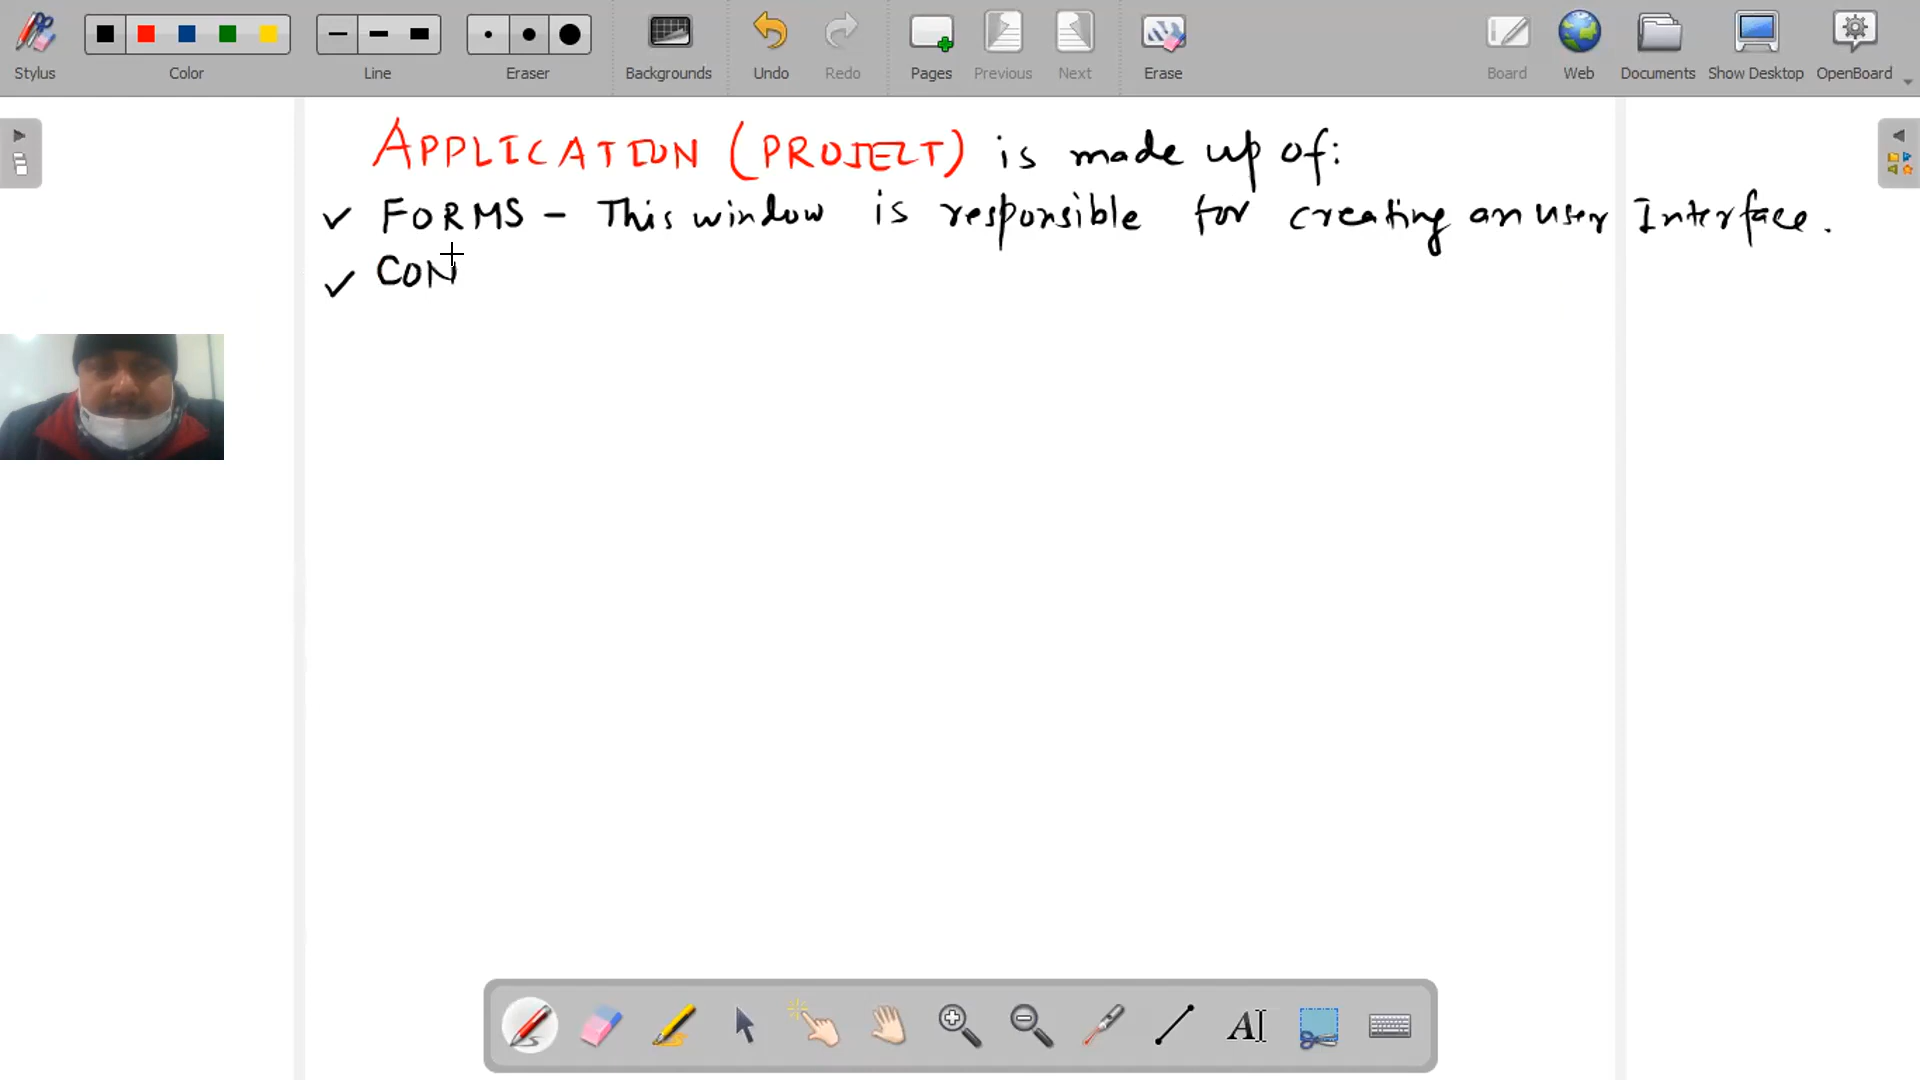 Stylus Color Line Eraser Backgrounds Undo Redo Pages Previous Next Erase Board Web Documents Show Desktop OpenBoard
APPLICATION (PROJECT) is made up of:
✓ FORMS - This window is responsible for creating an user Interface.
✓ CON